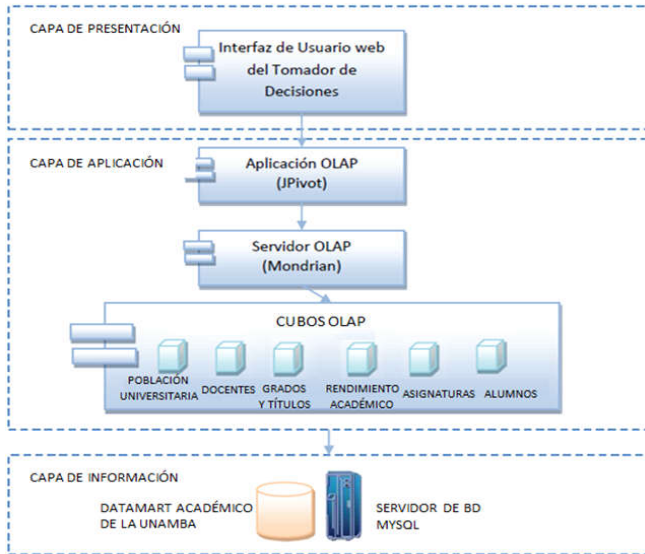 CAPA DE PRESENTACIÓN
Interfaz de Usuario web
del Tomador de
Decisiones
CAPA DE APLICACIÓN
Aplicación OLAP
(JPivot)
Servidor OLAP
(Mondrian)
CUBOS OLAP
POBLACIÓN
UNIVERSITARIA
DOCENTES
GRADOS
Y TÍTULOS
RENDIMIENTO
ACADÉMICO
ASIGNATURAS
ALUMNOS
CAPA DE INFORMACIÓN
DATAMART ACADÉMICO
DE LA UNAMBA
SERVIDOR DE BD
MYSQL